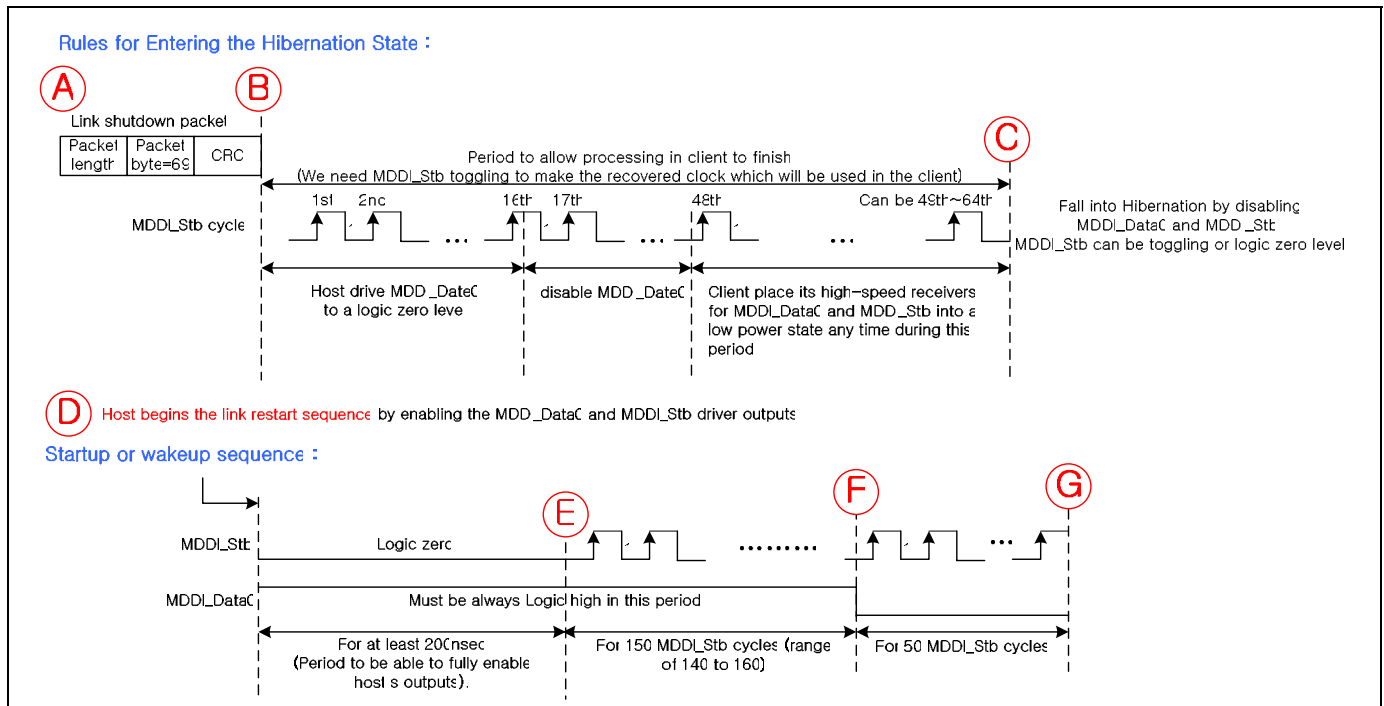 Rules for Entering the Hibernation State :
A
B
Link shutdown packet
Packet length
Packet byte=69
CRC
C
Period to allow processing in client to finish
(We need MDDI_Stb toggling to make the recovered clock which will be used in the client)
1st 2nd 16th 17th 48th Can be 49th~64th
MDDI_Stb cycle
...
...
...
Fall into Hibernation by disabling
MDDI_Data0 and MDD_Stb
MDDI_Stb can be toggling or logic zero level
Host drive MDD_Date0
to a logic zero leve
disable MDD_Date0
Client place its high-speed receivers
for MDDI_Data0 and MDD_Stb into a
low power state any time during this
period
D Host begins the link restart sequence by enabling the MDD_Data0 and MDDI_Stb driver outputs
Startup or wakeup sequence :
E
F
G
MDDI_Stb
Logic zero
.........
...
MDDI_Data0
Must be always Logic high in this period
For at least 200nsec
(Period to be able to fully enable
host s outputs).
For 150 MDDI_Stb cycles (range
of 140 to 160)
For 50 MDDI_Stb cycles